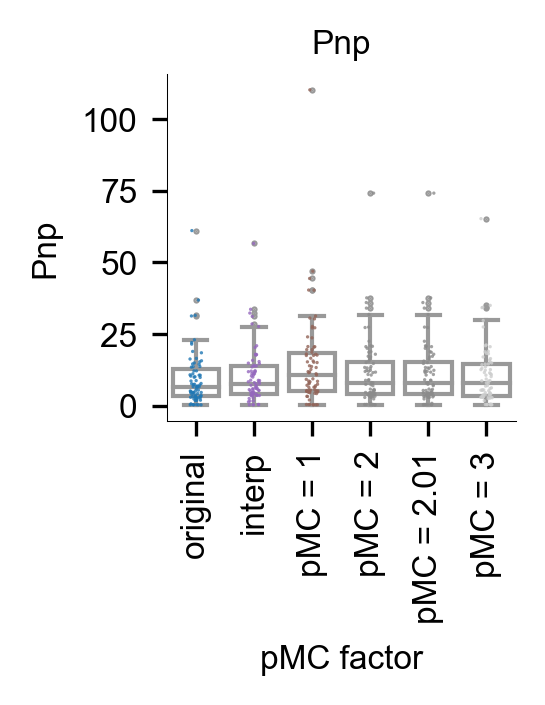 Pnp
Pnp
100
75
50
25
0
original
interp
pMC = 1
pMC = 2
pMC = 2.01
pMC = 3
pMC factor